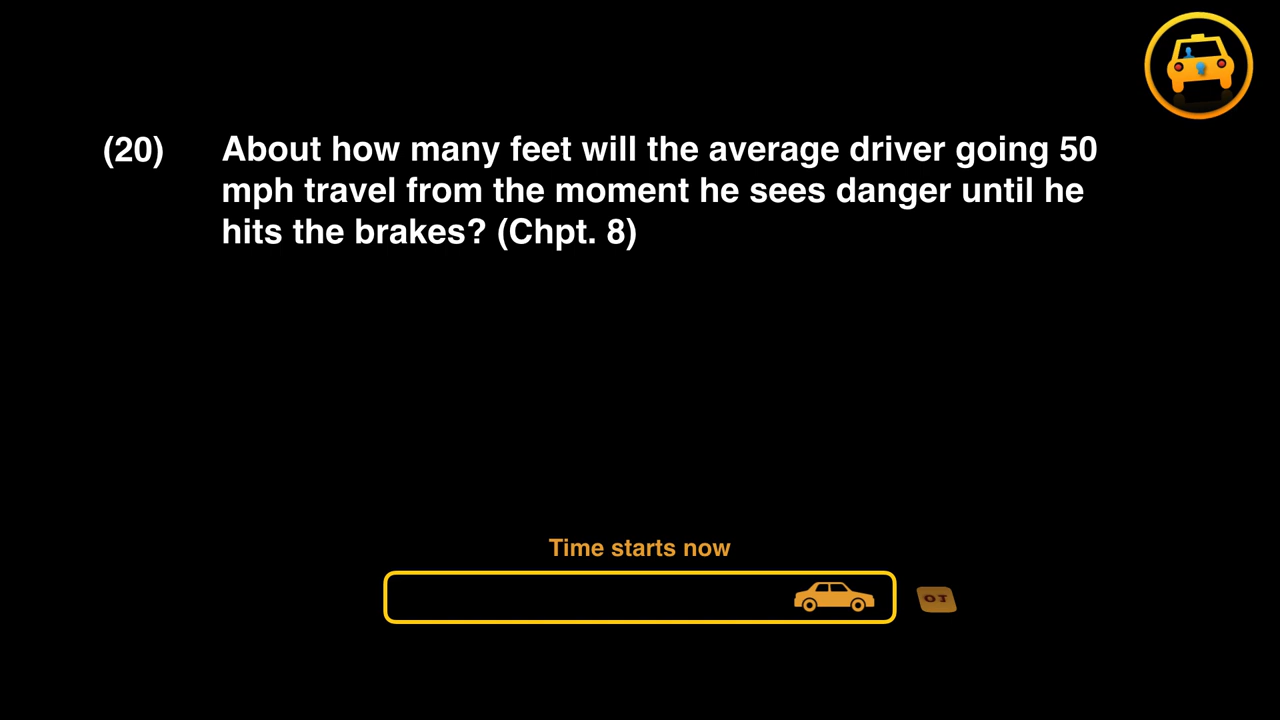 (20) About how many feet will the average driver going 50
mph travel from the moment he sees danger until he
hits the brakes? (Chpt. 8)
Time starts now